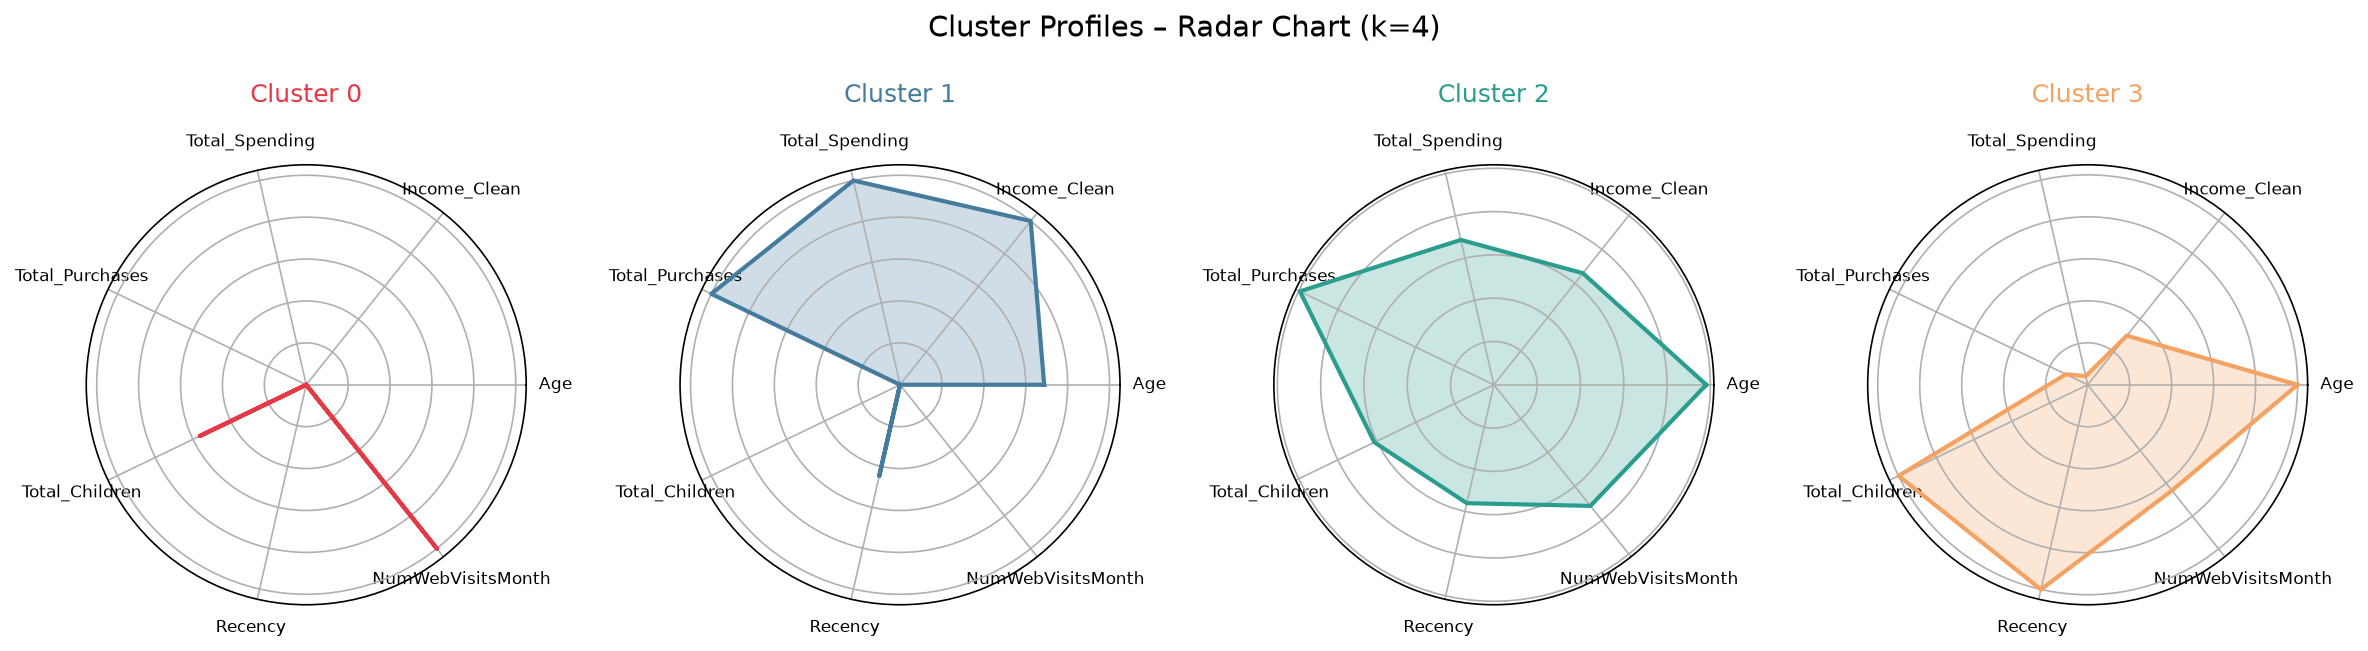 Cluster Profiles – Radar Chart (k=4)
Cluster 0
Total_Spending
Income_Clean
Total_Purchases
Age
Total_Children
NumWebVisitsMonth
Recency
Cluster 1
Total_Spending
Income_Clean
Total_Purchases
Age
Total_Children
NumWebVisitsMonth
Recency
Cluster 2
Total_Spending
Income_Clean
Total_Purchases
Age
Total_Children
NumWebVisitsMonth
Recency
Cluster 3
Total_Spending
Income_Clean
Total_Purchases
Age
Total_Children
NumWebVisitsMonth
Recency